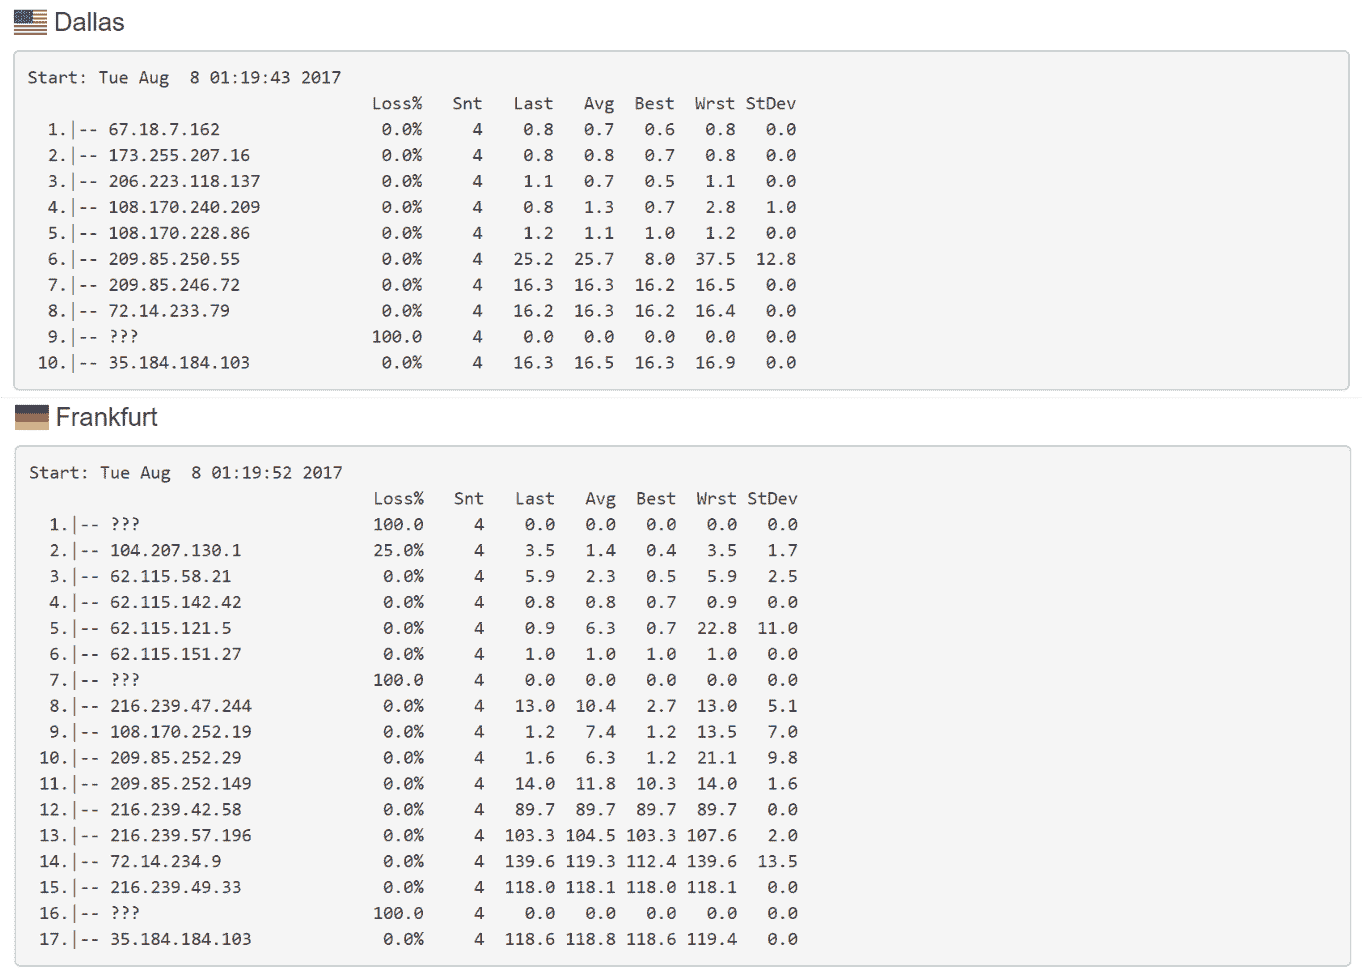 Dallas
Start: Tue Aug  8 01:19:43 2017
Loss% Snt Last Avg Best Wrst StDev
1.|-- 67.18.7.162 0.0% 4 0.8 0.7 0.6 0.8 0.0
2.|-- 173.255.207.16 0.0% 4 0.8 0.8 0.7 0.8 0.0
3.|-- 206.223.118.137 0.0% 4 1.1 0.7 0.5 1.1 0.0
4.|-- 108.170.240.209 0.0% 4 0.8 1.3 0.7 2.8 1.0
5.|-- 108.170.228.86 0.0% 4 1.2 1.1 1.0 1.2 0.0
6.|-- 209.85.250.55 0.0% 4 25.2 25.7 8.0 37.5 12.8
7.|-- 209.85.246.72 0.0% 4 16.3 16.3 16.2 16.5 0.0
8.|-- 72.14.233.79 0.0% 4 16.2 16.3 16.2 16.4 0.0
9.|-- ??? 100.0 4 0.0 0.0 0.0 0.0 0.0
10.|-- 35.184.184.103 0.0% 4 16.3 16.5 16.3 16.9 0.0
Frankfurt
Start: Tue Aug  8 01:19:52 2017
Loss% Snt Last Avg Best Wrst StDev
1.|-- ??? 100.0 4 0.0 0.0 0.0 0.0 0.0
2.|-- 104.207.130.1 25.0% 4 3.5 1.4 0.4 3.5 1.7
3.|-- 62.115.58.21 0.0% 4 5.9 2.3 0.5 5.9 2.5
4.|-- 62.115.142.42 0.0% 4 0.8 0.8 0.7 0.9 0.0
5.|-- 62.115.121.5 0.0% 4 0.9 6.3 0.7 22.8 11.0
6.|-- 62.115.151.27 0.0% 4 1.0 1.0 1.0 1.0 0.0
7.|-- ??? 100.0 4 0.0 0.0 0.0 0.0 0.0
8.|-- 216.239.47.244 0.0% 4 13.0 10.4 2.7 13.0 5.1
9.|-- 108.170.252.19 0.0% 4 1.2 7.4 1.2 13.5 7.0
10.|-- 209.85.252.29 0.0% 4 1.6 6.3 1.2 21.1 9.8
11.|-- 209.85.252.149 0.0% 4 14.0 11.8 10.3 14.0 1.6
12.|-- 216.239.42.58 0.0% 4 89.7 89.7 89.7 89.7 0.0
13.|-- 216.239.57.196 0.0% 4 103.3 104.5 103.3 107.6 2.0
14.|-- 72.14.234.9 0.0% 4 139.6 119.3 112.4 139.6 13.5
15.|-- 216.239.49.33 0.0% 4 118.0 118.1 118.0 118.1 0.0
16.|-- ??? 100.0 4 0.0 0.0 0.0 0.0 0.0
17.|-- 35.184.184.103 0.0% 4 118.6 118.8 118.6 119.4 0.0